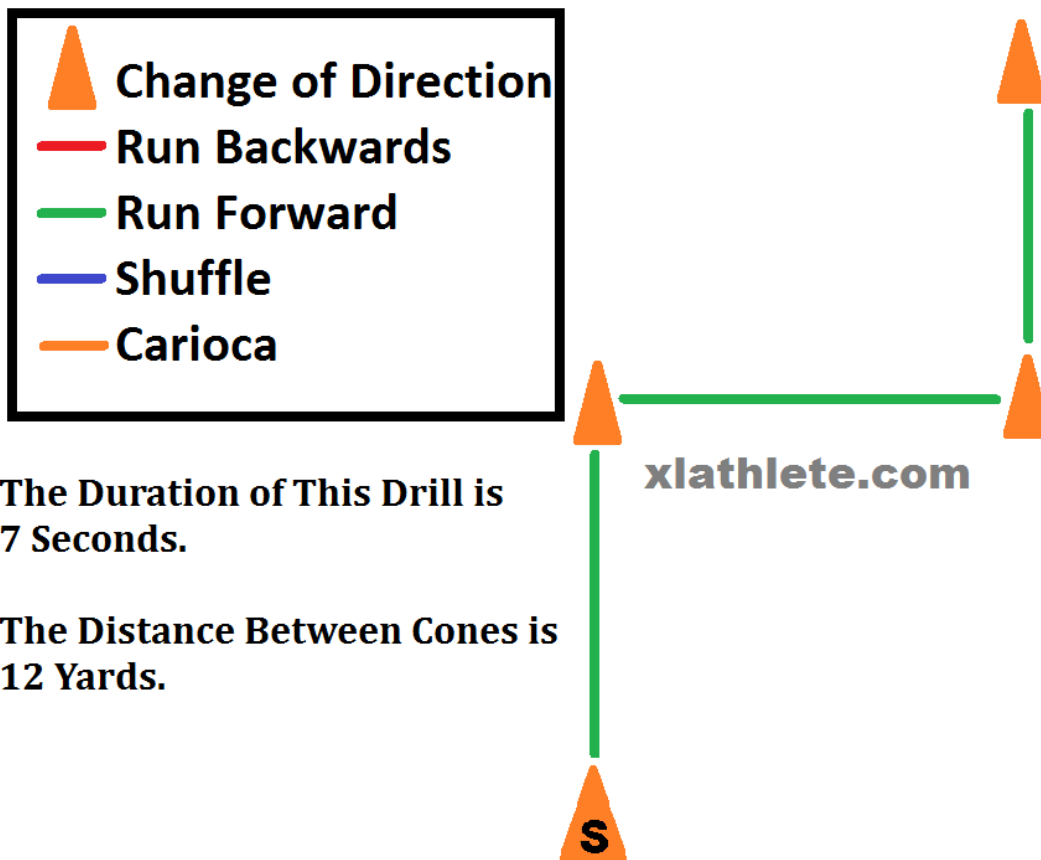 Change of Direction
Run Backwards
Run Forward
Shuffle
Carioca
xlathlete.com
The Duration of This Drill is
7 Seconds.
The Distance Between Cones is
12 Yards.
S